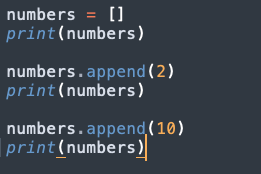 numbers = []
print(numbers)
numbers.append(2)
print(numbers)
numbers.append(10)
print(numbers)